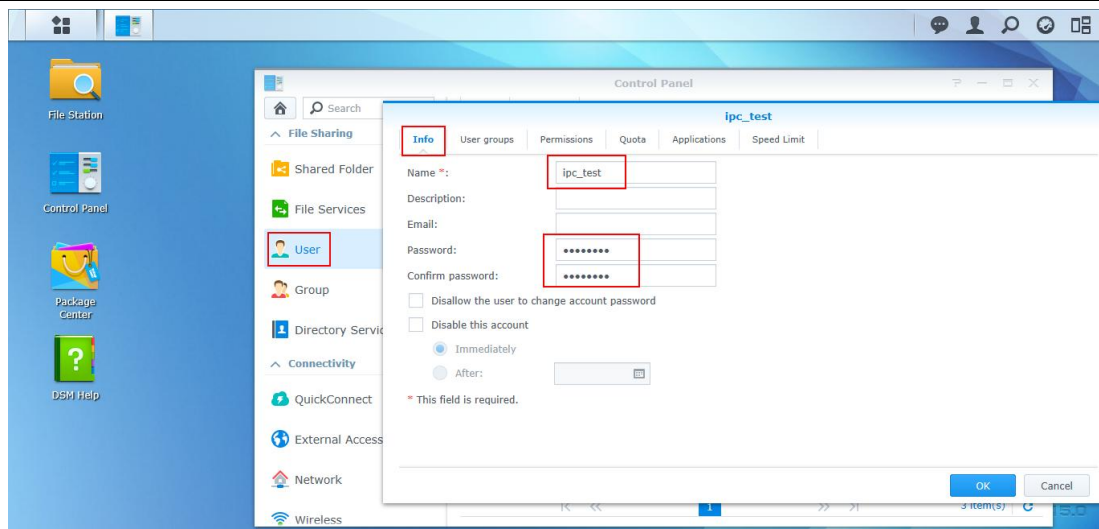 File Station
Control Panel
Package
Center
DSM Help
Control Panel
Search
File Sharing
Shared Folder
File Services
User
Group
Directory Servic
Connectivity
QuickConnect
External Access
Network
Wireless
ipc_test
Info User groups Permissions Quota Applications Speed Limit
Name *: ipc_test
Description:
Email:
Password: ••••••••
Confirm password: ••••••••
Disallow the user to change account password
Disable this account
Immediately
After:
* This field is required.
OK Cancel
1 3 item(s)
5.0